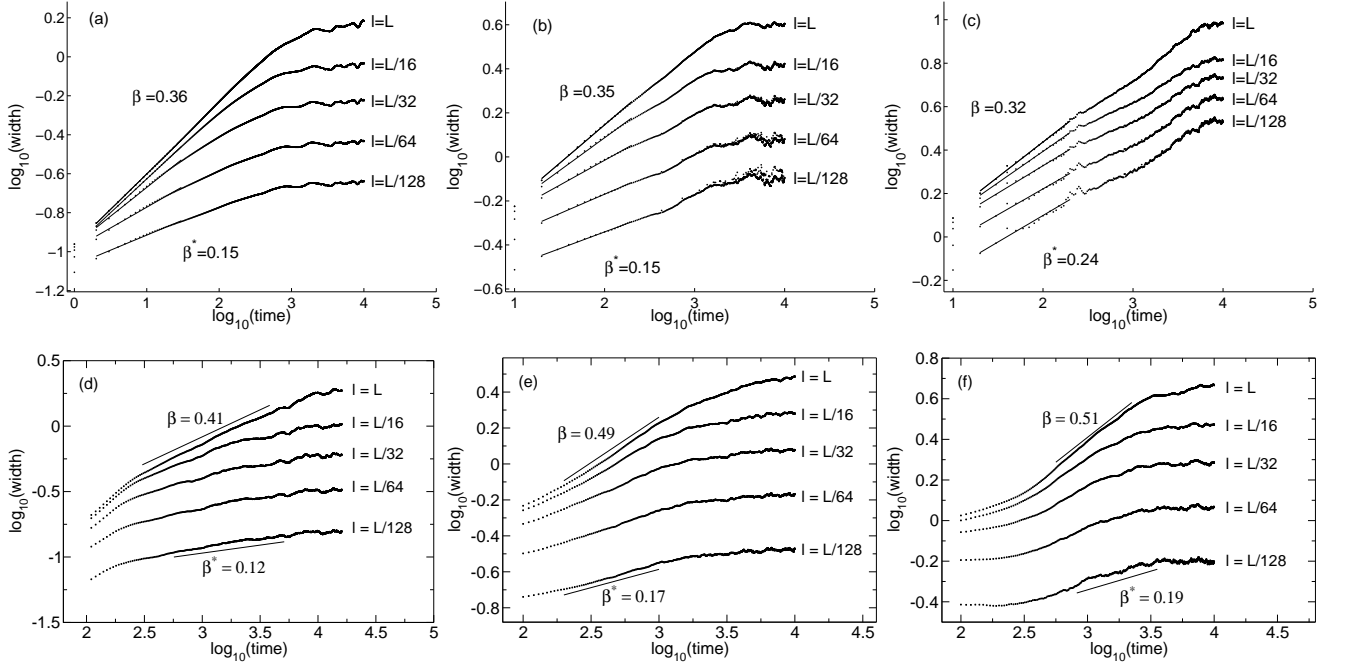 (a)
0.2
0
−0.2
−0.4
−0.6
−0.8
−1
−1.2
0
1
2
3
4
5
log10(width)
log10(time)
l=L
l=L/16
l=L/32
l=L/64
l=L/128
β=0.36
β*=0.15
(b)
0.6
0.4
0.2
0
−0.2
−0.4
−0.6
1
2
3
4
5
log10(width)
log10(time)
l=L
l=L/16
l=L/32
l=L/64
l=L/128
β=0.35
β*=0.15
(c)
1
0.8
0.6
0.4
0.2
0
−0.2
1
2
3
4
5
log10(width)
log10(time)
l=L
l=L/16
l=L/32
l=L/64
l=L/128
β=0.32
β*=0.24
(d)
0.5
0
-0.5
-1
-1.5
2
2.5
3
3.5
4
4.5
5
log10(width)
log10(time)
l = L
l = L/16
l = L/32
l = L/64
l = L/128
β = 0.41
β* = 0.12
(e)
0.4
0.2
0
-0.2
-0.4
-0.6
-0.8
2
2.5
3
3.5
4
4.5
log10(width)
log10(time)
l = L
l = L/16
l = L/32
l = L/64
l = L/128
β = 0.49
β* = 0.17
(f)
0.8
0.6
0.4
0.2
0
-0.2
-0.4
2
2.5
3
3.5
4
4.5
log10(width)
log10(time)
l = L
l = L/16
l = L/32
l = L/64
l = L/128
β = 0.51
β* = 0.19